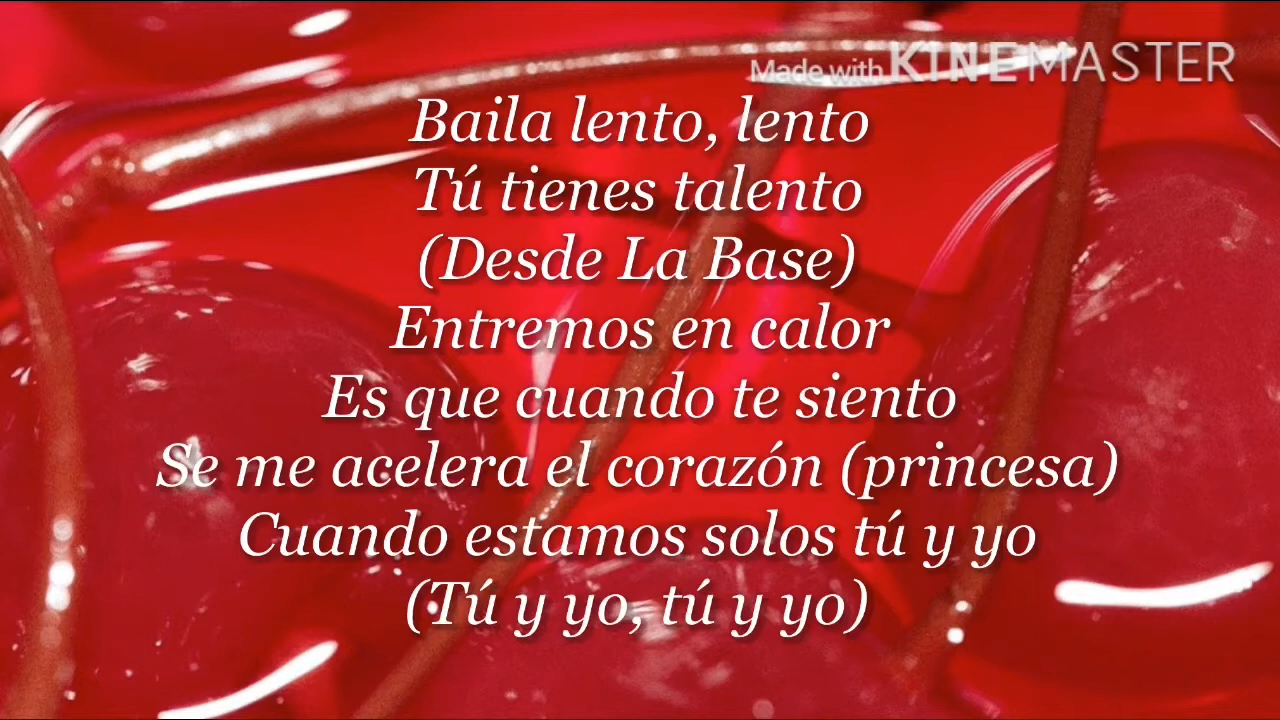 Made with KINEMASTER
Baila lento, lento
Tú tienes talento
(Desde La Base)
Entremos en calor
Es que cuando te siento
Se me acelera el corazón (princesa)
Cuando estamos solos tú y yo
(Tú y yo, tú y yo)